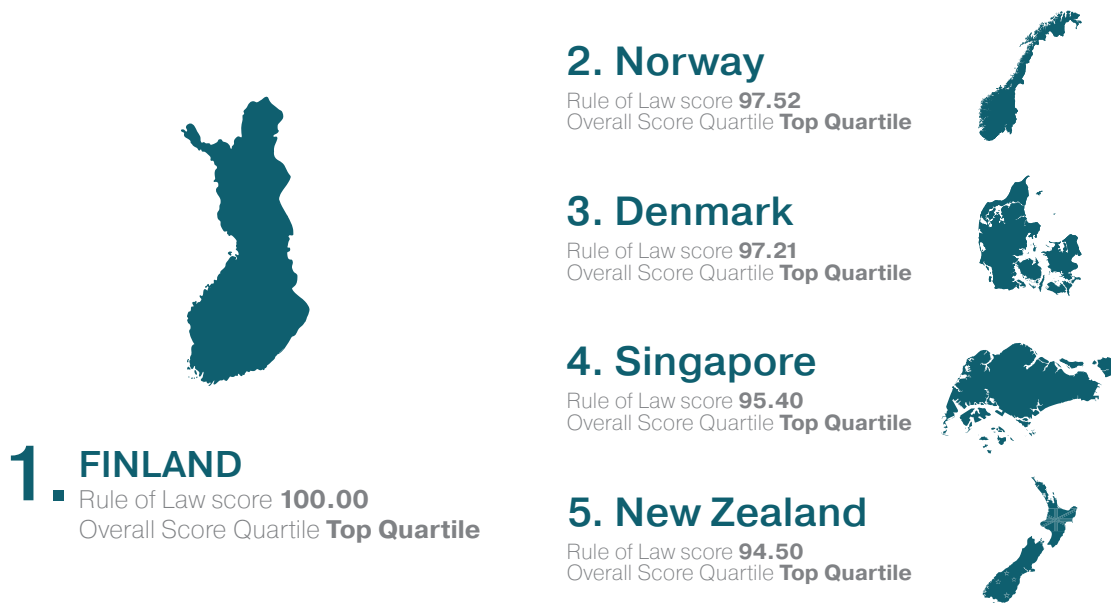 1. FINLAND
Rule of Law score 100.00
Overall Score Quartile Top Quartile
2. Norway
Rule of Law score 97.52
Overall Score Quartile Top Quartile
3. Denmark
Rule of Law score 97.21
Overall Score Quartile Top Quartile
4. Singapore
Rule of Law score 95.40
Overall Score Quartile Top Quartile
5. New Zealand
Rule of Law score 94.50
Overall Score Quartile Top Quartile